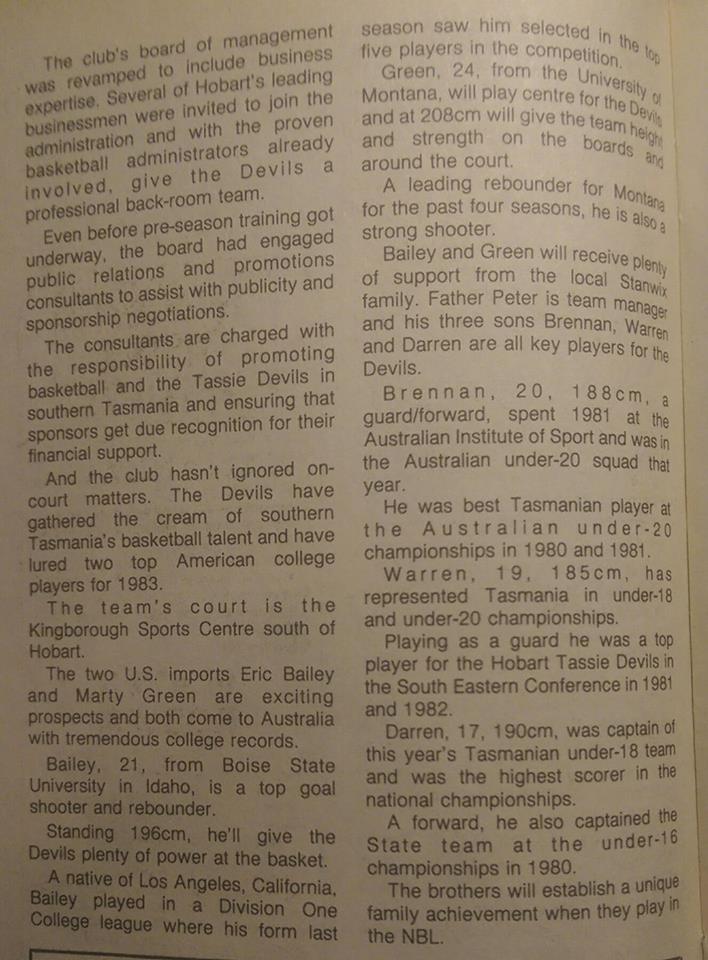 The club's board of management
was revamped to include business
expertise. Several of Hobart's leading
businessmen were invited to join the
administration and with the proven
basketball administrators already
involved, give the Devils a
professional back-room team.
Even before pre-season training got
underway, the board had engaged
public relations and promotions
consultants to assist with publicity and
sponsorship negotiations.
The consultants are charged with
the responsibility of promoting
basketball and the Tassie Devils in
southern Tasmania and ensuring that
sponsors get due recognition for their
financial support.
And the club hasn't ignored on-
court matters. The Devils have
gathered the cream of southern
Tasmania's basketball talent and have
lured two top American college
players for 1983.
The team's court is the
Kingborough Sports Centre south of
Hobart.
The two U.S. imports Eric Bailey
and Marty Green are exciting
prospects and both come to Australia
with tremendous college records.
Bailey, 21, from Boise State
University in Idaho, is a top goal
shooter and rebounder.
Standing 196cm, he'll give the
Devils plenty of power at the basket.
A native of Los Angeles, California,
Bailey played in a Division One
College league where his form last
season saw him selected in the top
five players in the competition.
Green, 24, from the University of
Montana, will play centre for the Devils
and at 208cm will give the team height
and strength on the boards and
around the court.
A leading rebounder for Montana
for the past four seasons, he is also a
strong shooter.
Bailey and Green will receive plenty
of support from the local Stanwix
family. Father Peter is team manager
and his three sons Brennan, Warren
and Darren are all key players for the
Devils.
Brennan, 20, 188cm, a
guard/forward, spent 1981 at the
Australian Institute of Sport and was in
the Australian under-20 squad that
year.
He was best Tasmanian player at
the Australian under-20
championships in 1980 and 1981.
Warren, 19, 185cm, has
represented Tasmania in under-18
and under-20 championships.
Playing as a guard he was a top
player for the Hobart Tassie Devils in
the South Eastern Conference in 1981
and 1982.
Darren, 17, 190cm, was captain of
this year's Tasmanian under-18 team
and was the highest scorer in the
national championships.
A forward, he also captained the
State team at the under-16
championships in 1980.
The brothers will establish a unique
family achievement when they play in
the NBL.